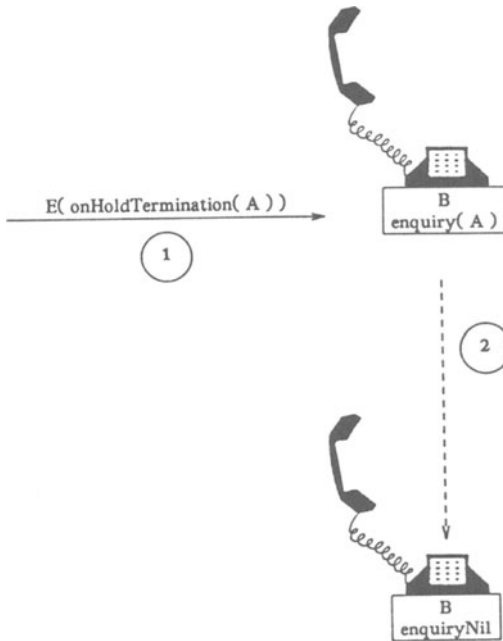 E( onHoldTermination( A ))
1
B
enquiry( A )
2
B
enquiryNil